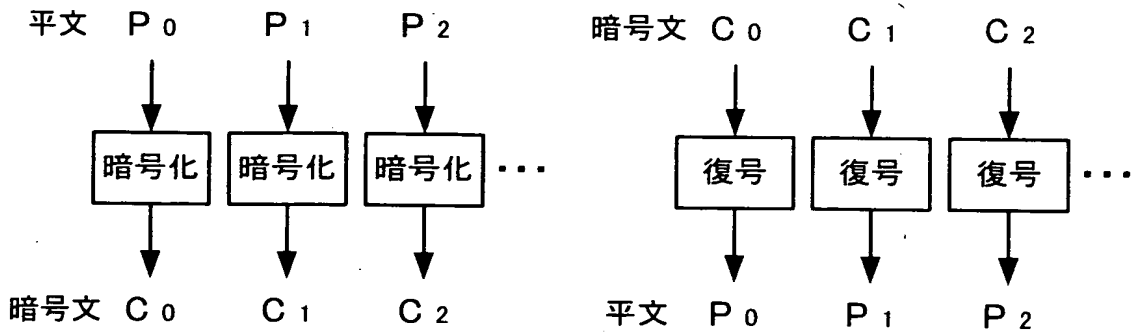 平文 P0 P1 P2
暗号文 C0 C1 C2
暗号化 暗号化 暗号化 ・・・
復号 復号 復号 ・・・
暗号文 C0 C1 C2
平文 P0 P1 P2